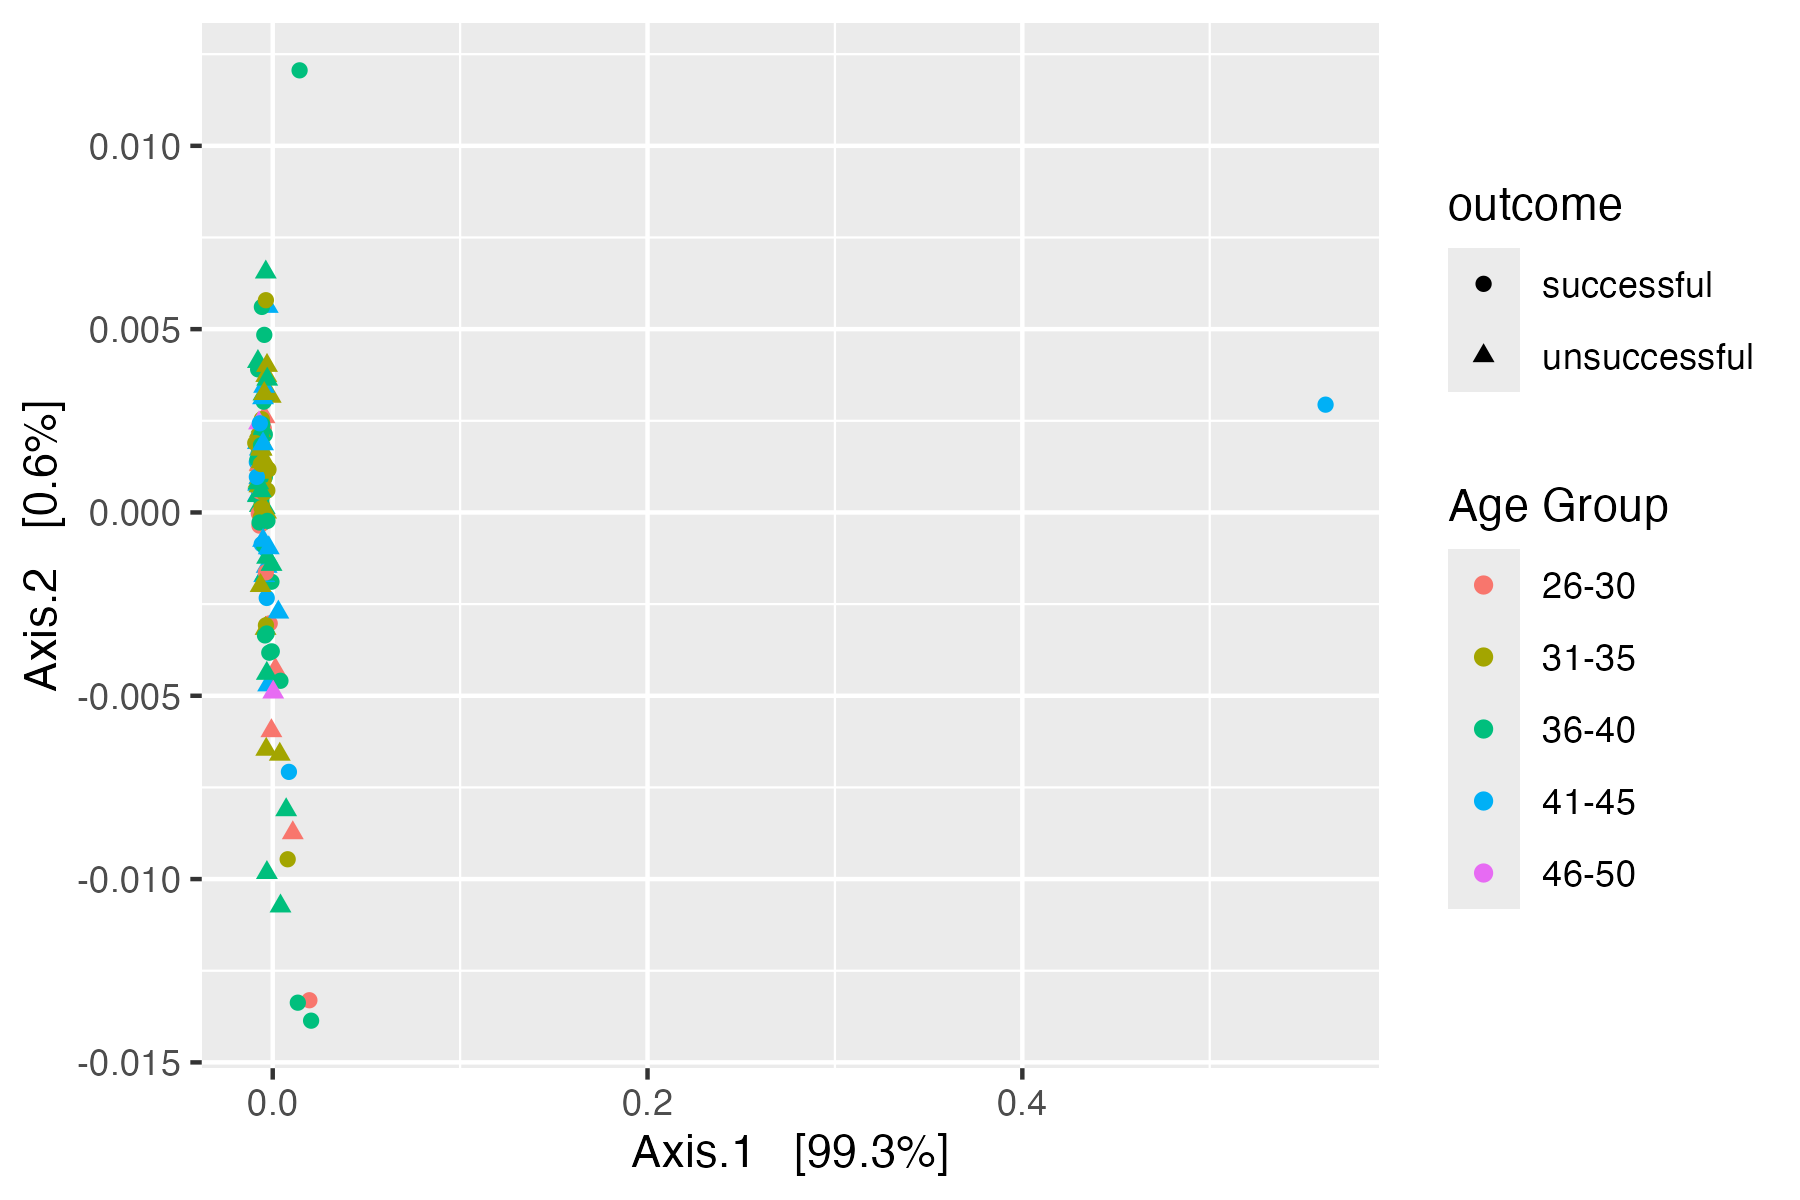 0.010
0.005
0.000
-0.005
-0.010
-0.015
Axis.2 [0.6%]
0.0 0.2 0.4
Axis.1 [99.3%]
outcome
successful
unsuccessful
Age Group
26-30
31-35
36-40
41-45
46-50